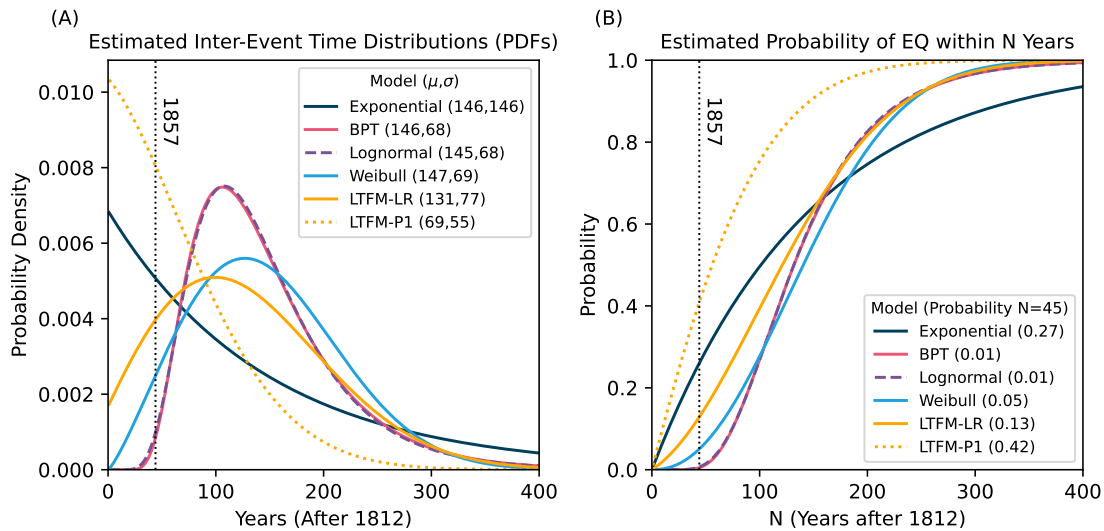 (A)
Estimated Inter-Event Time Distributions (PDFs)
Probability Density
0.010
0.008
0.006
0.004
0.002
0.000
1857
Model (μ,σ)
Exponential (146,146)
BPT (146,68)
Lognormal (145,68)
Weibull (147,69)
LTFM-LR (131,77)
LTFM-P1 (69,55)
0
100
200
300
400
Years (After 1812)
(B)
Estimated Probability of EQ within N Years
Probability
1.0
0.8
0.6
0.4
0.2
0.0
1857
Model (Probability N=45)
Exponential (0.27)
BPT (0.01)
Lognormal (0.01)
Weibull (0.05)
LTFM-LR (0.13)
LTFM-P1 (0.42)
0
100
200
300
400
N (Years after 1812)